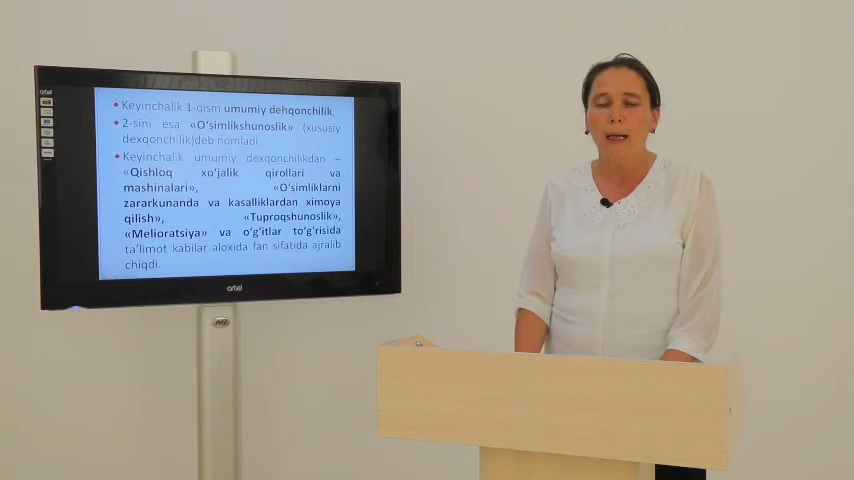 artel
• Keyinchalik 1-qism umumiy dehqonchilik,
• 2-sini esa «O‘simlikshunoslik» (xususiy
dexqonchilik)deb nomladi.
• Keyinchalik umumiy dexqonchilikdan –
«Qishloq xo‘jalik qirollari va
mashinalari», «O‘simliklarni
zararkunanda va kasalliklardan ximoya
qilish», «Tuproqshunoslik»,
«Melioratsiya» va o‘g‘itlar to‘g‘risida
ta’limot kabilar aloxida fan sifatida ajralib
chiqdi.
artel